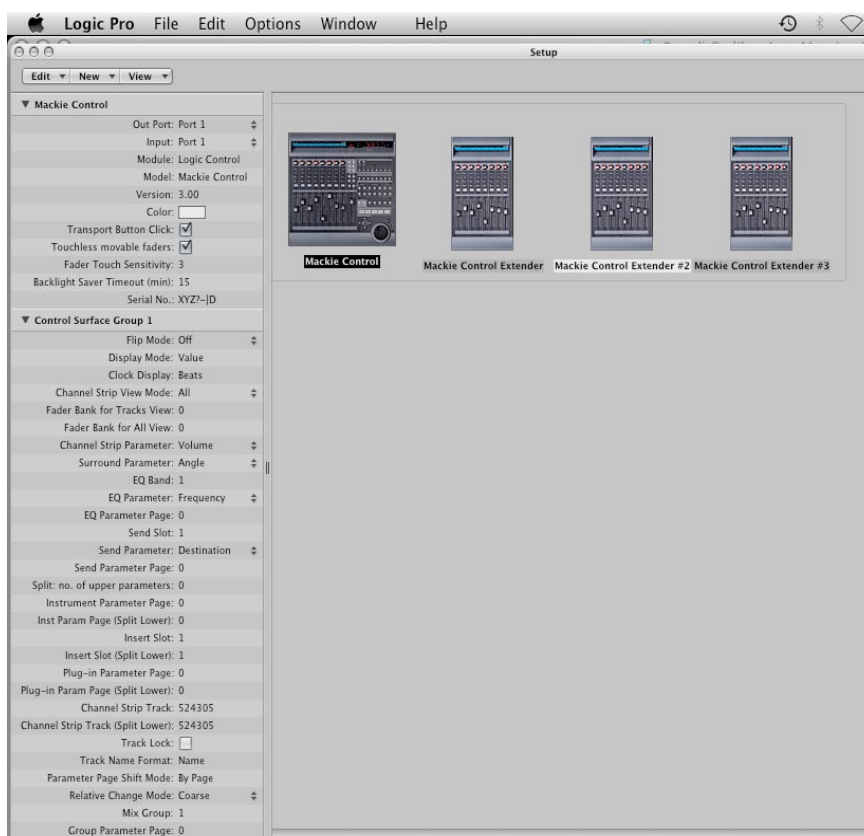 Logic Pro File Edit Options Window Help
Setup
Edit New View
Mackie Control
Out Port: Port 1
Input: Port 1
Module: Logic Control
Model: Mackie Control
Version: 3.00
Color:
Transport Button Click:
Touchless movable faders:
Fader Touch Sensitivity: 3
Backlight Saver Timeout (min): 15
Serial No.: XYZ?~]D
Control Surface Group 1
Flip Mode: Off
Display Mode: Value
Clock Display: Beats
Channel Strip View Mode: All
Fader Bank for Tracks View: 0
Fader Bank for All View: 0
Channel Strip Parameter: Volume
Surround Parameter: Angle
EQ Band: 1
EQ Parameter: Frequency
EQ Parameter Page: 0
Send Slot: 1
Send Parameter: Destination
Send Parameter Page: 0
Split: no. of upper parameters: 0
Instrument Parameter Page: 0
Inst Param Page (Split Lower): 0
Insert Slot: 1
Insert Slot (Split Lower): 1
Plug-in Parameter Page: 0
Plug-in Param Page (Split Lower): 0
Channel Strip Track: 524305
Channel Strip Track (Split Lower): 524305
Track Lock:
Track Name Format: Name
Parameter Page Shift Mode: By Page
Relative Change Mode: Coarse
Mix Group: 1
Group Parameter Page: 0
Mackie Control
Mackie Control Extender
Mackie Control Extender #2
Mackie Control Extender #3